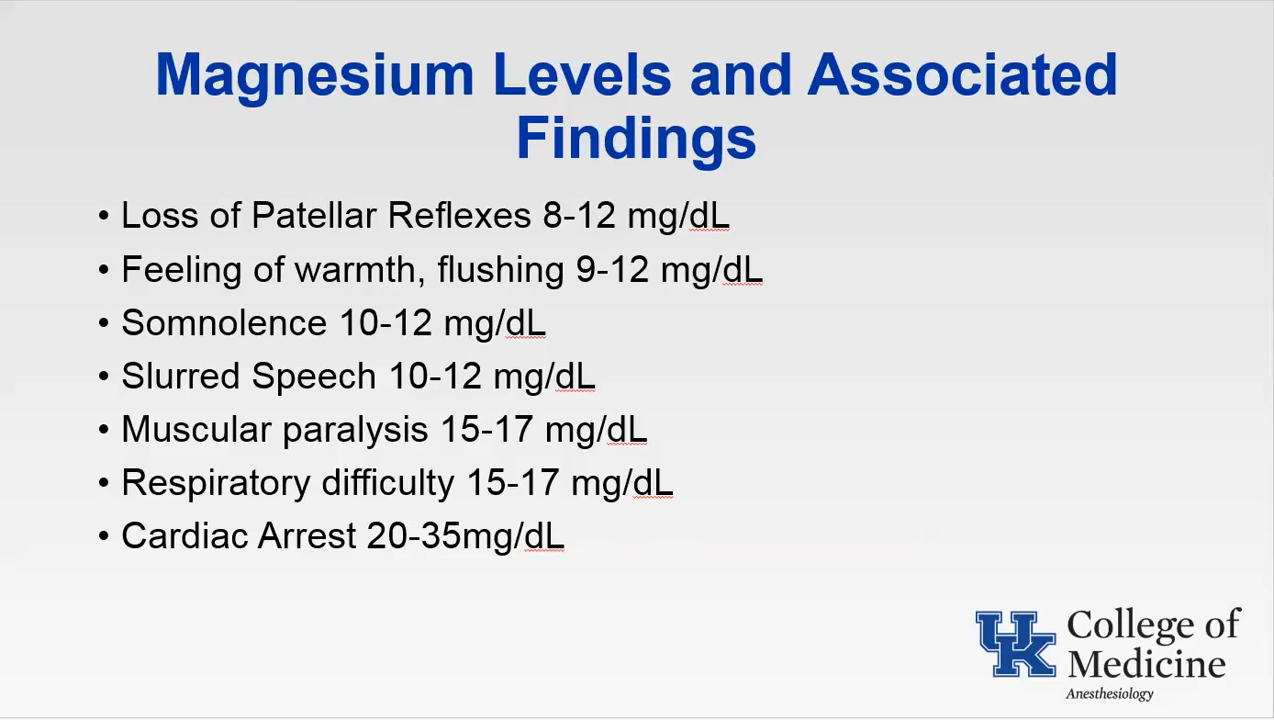 Magnesium Levels and Associated
Findings
• Loss of Patellar Reflexes 8-12 mg/dL
• Feeling of warmth, flushing 9-12 mg/dL
• Somnolence 10-12 mg/dL
• Slurred Speech 10-12 mg/dL
• Muscular paralysis 15-17 mg/dL
• Respiratory difficulty 15-17 mg/dL
• Cardiac Arrest 20-35mg/dL
UK College of
Medicine
Anesthesiology